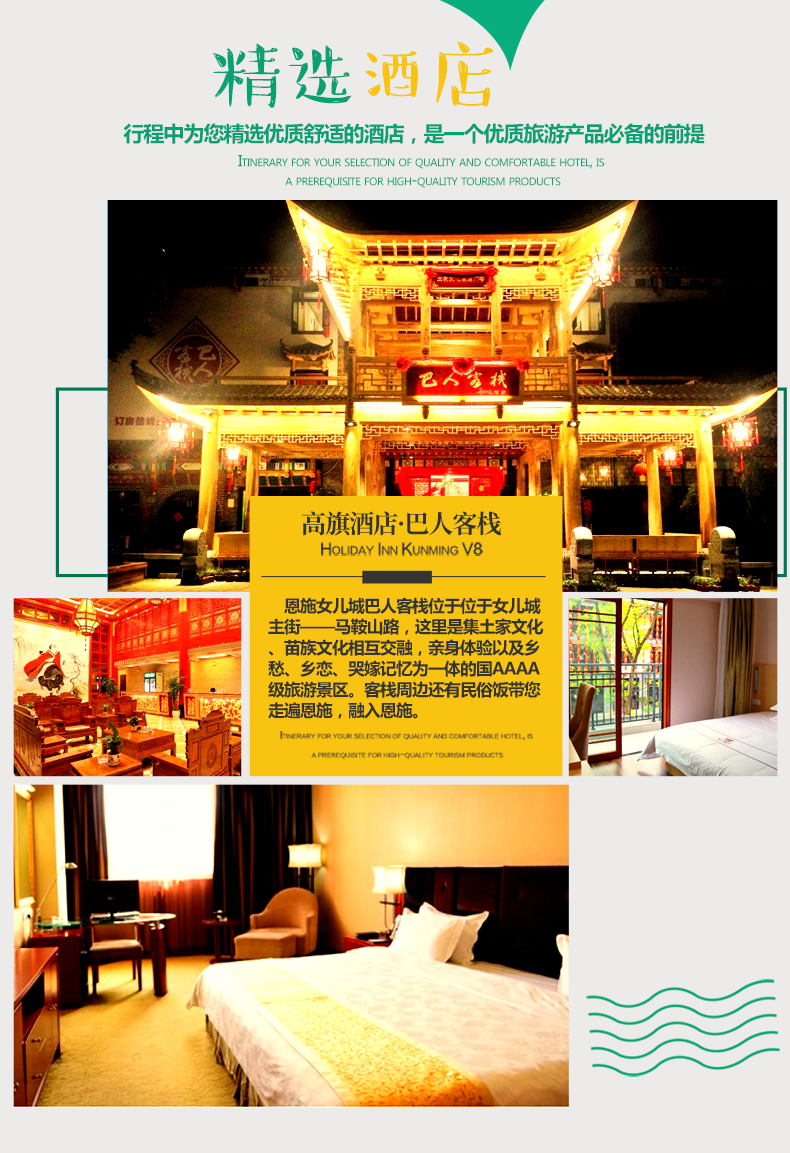 精选酒店
行程中为您精选优质舒适的酒店，是一个优质旅游产品必备的前提
ITINERARY FOR YOUR SELECTION OF QUALITY AND COMFORTABLE HOTEL, IS
A PREREQUISITE FOR HIGH-QUALITY TOURISM PRODUCTS
巴人客栈
巴人客栈
高旗酒店·巴人客栈
HOLIDAY INN KUNMING V8
恩施女儿城巴人客栈位于位于女儿城
主街——马鞍山路，这里是集土家文化
、苗族文化相互交融，亲身体验以及乡
愁、乡恋、哭嫁记忆为一体的国AAAA
级旅游景区。客栈周边还有民俗饭带您
走遍恩施，融入恩施。
ITINERARY FOR YOUR SELECTION OF QUALITY AND COMFORTABLE HOTEL, IS
A PREREQUISITE FOR HIGH-QUALITY TOURISM PRODUCTS